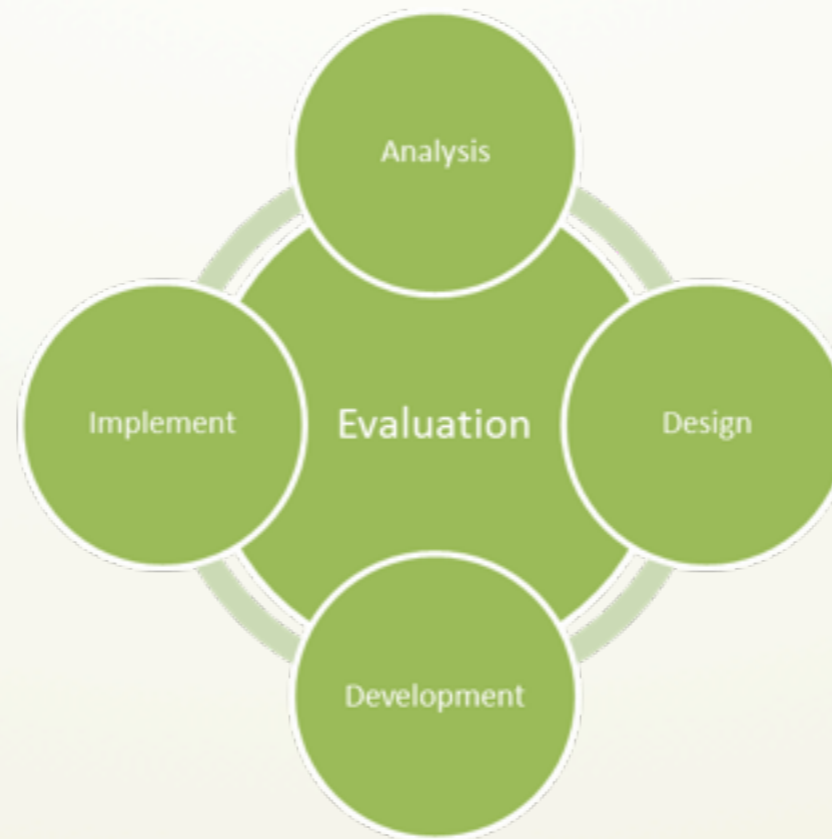 Analysis
Implement
Evaluation
Design
Development